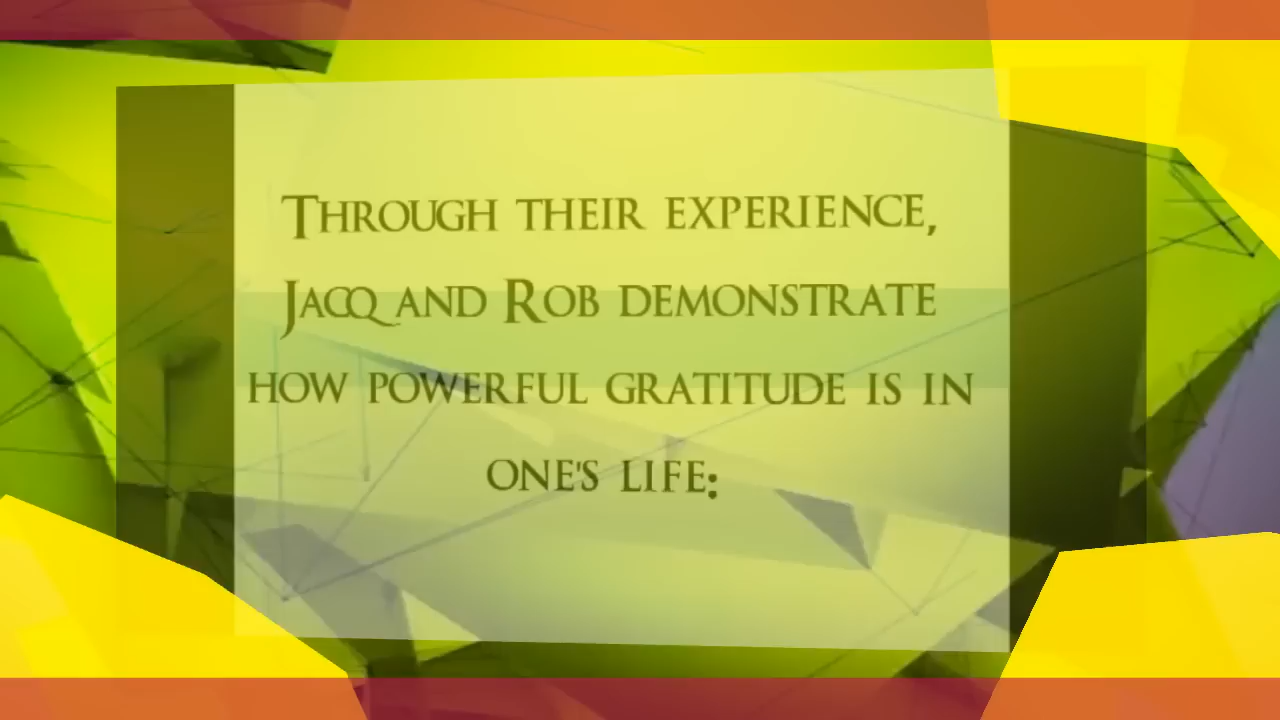 Through their experience,
Jacq and Rob demonstrate
how powerful gratitude is in
one's life: